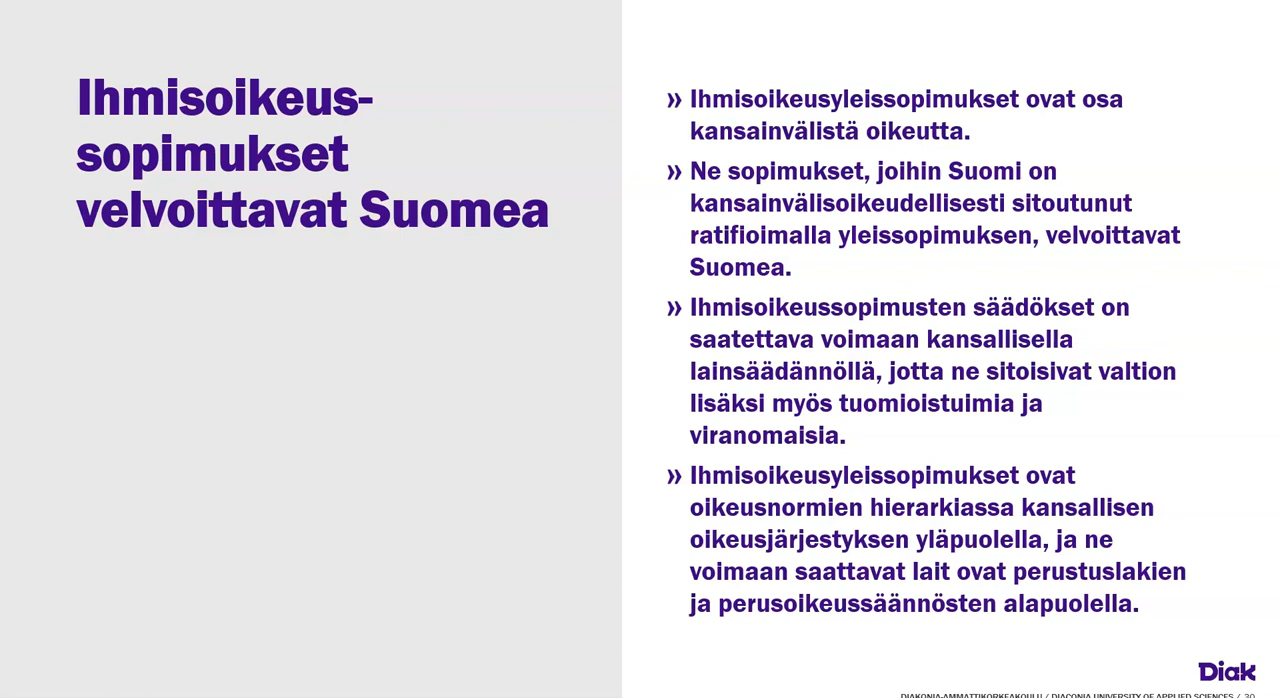 Ihmisoikeus-
sopimukset
velvoittavat Suomea
» Ihmisoikeusyleissopimukset ovat osa
kansainvälistä oikeutta.
» Ne sopimukset, joihin Suomi on
kansainvälisoikeudellisesti sitoutunut
ratifioimalla yleissopimuksen, velvoittavat
Suomea.
» Ihmisoikeussopimusten säädökset on
saatettava voimaan kansallisella
lainsäädännöllä, jotta ne sitoisivat valtion
lisäksi myös tuomioistuimia ja
viranomaisia.
» Ihmisoikeusyleissopimukset ovat
oikeusnormien hierarkiassa kansallisen
oikeusjärjestyksen yläpuolella, ja ne
voimaan saattavat lait ovat perustuslakien
ja perusoikeussäännösten alapuolella.
Diak
DIAKONIA-AMMATTIKORKEAKOULU / DIACONIA UNIVERSITY OF APPLIED SCIENCES / 30